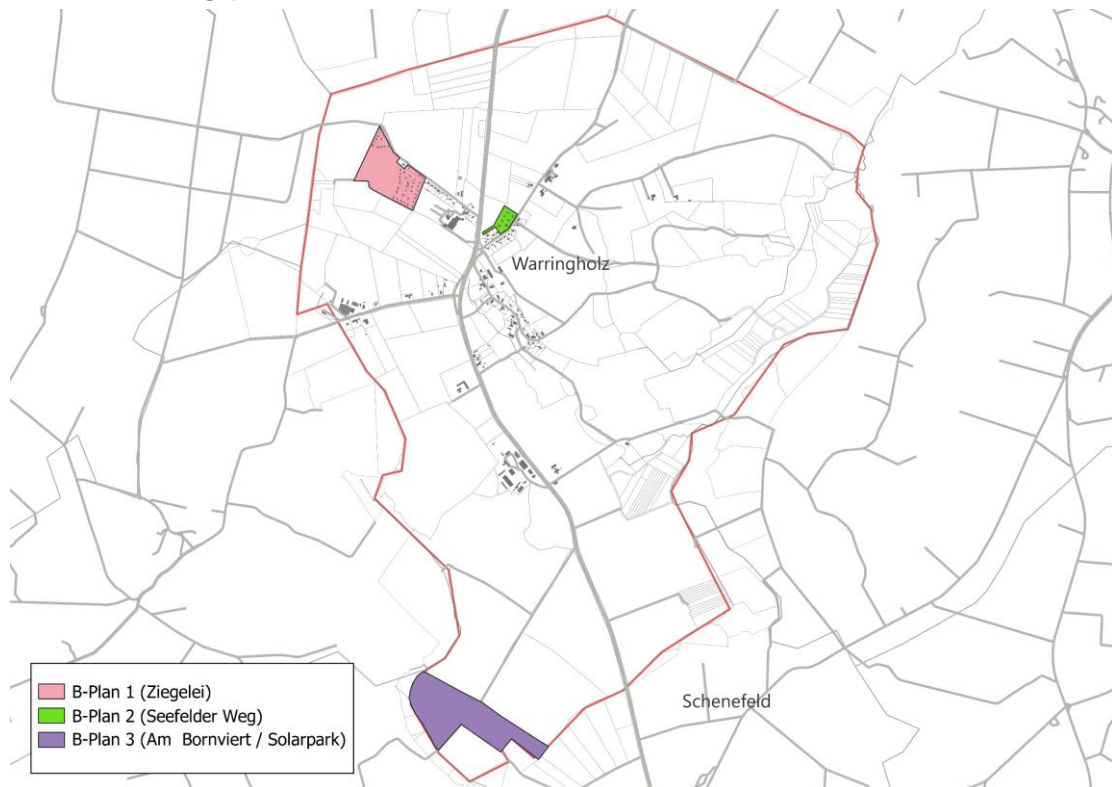 Warringholz
Schenefeld
B-Plan 1 (Ziegelei)
B-Plan 2 (Seefelder Weg)
B-Plan 3 (Am Bornviert / Solarpark)